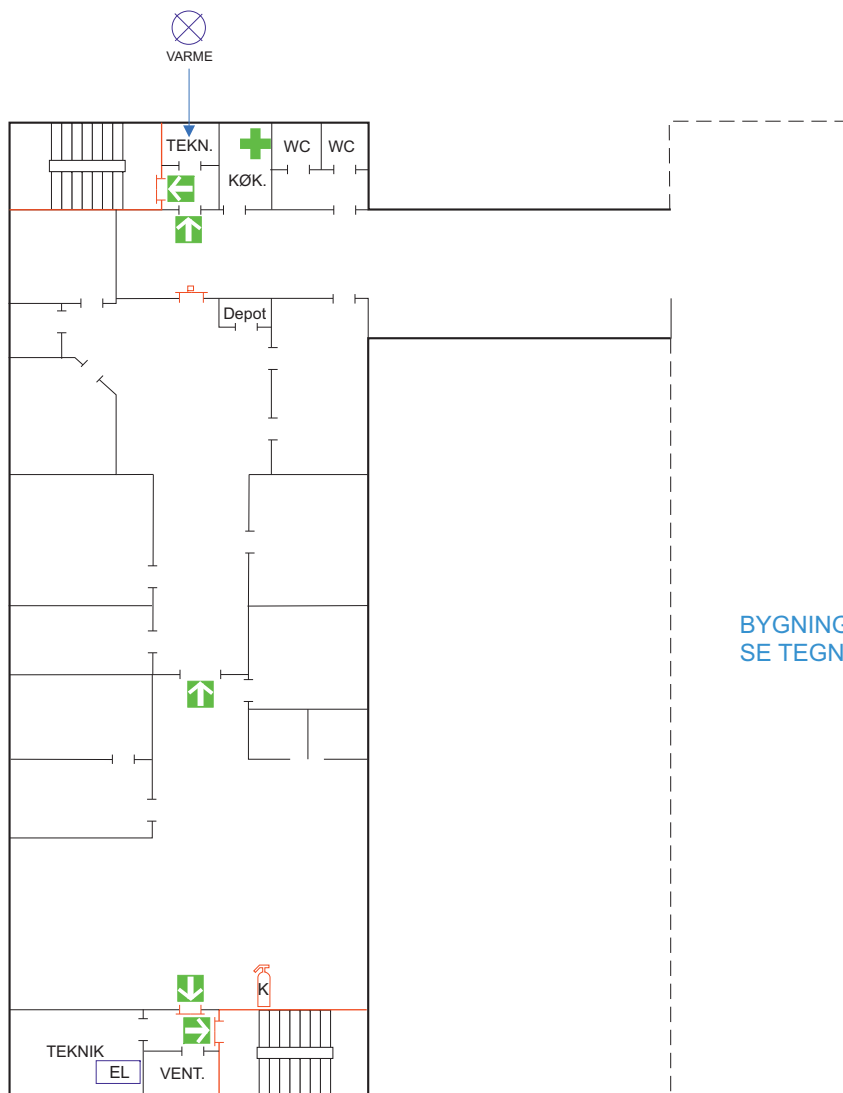 VARME
TEKN.
WC
WC
KØK.
Depot
BYGNING
SE TEGN
K
TEKNIK
EL
VENT.